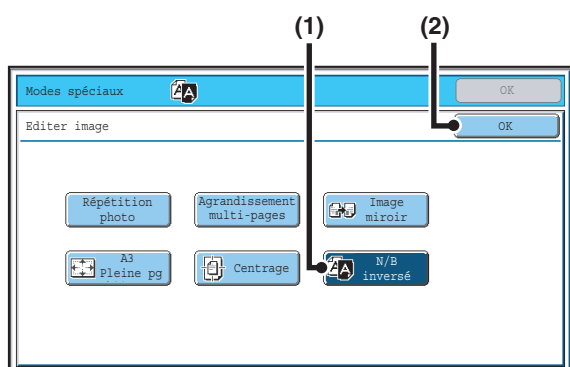 (1) (2)
Modes spéciaux OK
Editer image OK
Répétition
photo
Agrandissement
multi-pages
Image
miroir
A3
Pleine pg
Centrage
N/B
inversé